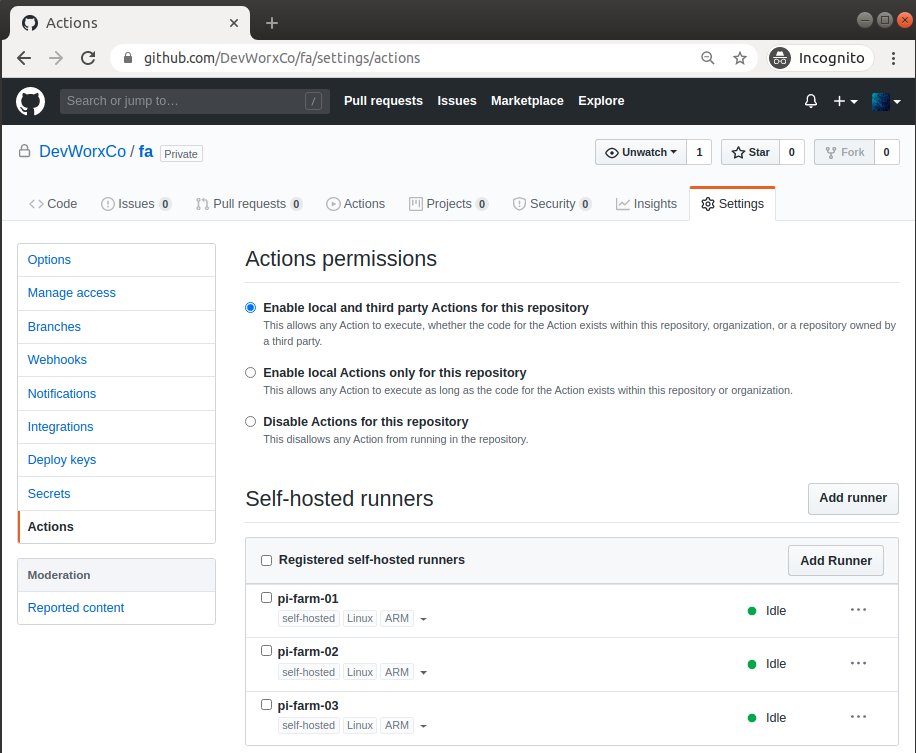 Actions
github.com/DevWorxCo/fa/settings/actions
Incognito
Search or jump to… / Pull requests Issues Marketplace Explore
DevWorxCo / fa Private
Unwatch 1 Star 0 Fork 0
Code Issues 0 Pull requests 0 Actions Projects 0 Security 0 Insights Settings
Options
Manage access
Branches
Webhooks
Notifications
Integrations
Deploy keys
Secrets
Actions
Moderation
Reported content
Actions permissions
Enable local and third party Actions for this repository
This allows any Action to execute, whether the code for the Action exists within this repository, organization, or a repository owned by
a third party.
Enable local Actions only for this repository
This allows any Action to execute as long as the code for the Action exists within this repository or organization.
Disable Actions for this repository
This disallows any Action from running in the repository.
Self-hosted runners Add runner
Registered self-hosted runners Add Runner
pi-farm-01
self-hosted Linux ARM
Idle
pi-farm-02
self-hosted Linux ARM
Idle
pi-farm-03
self-hosted Linux ARM
Idle